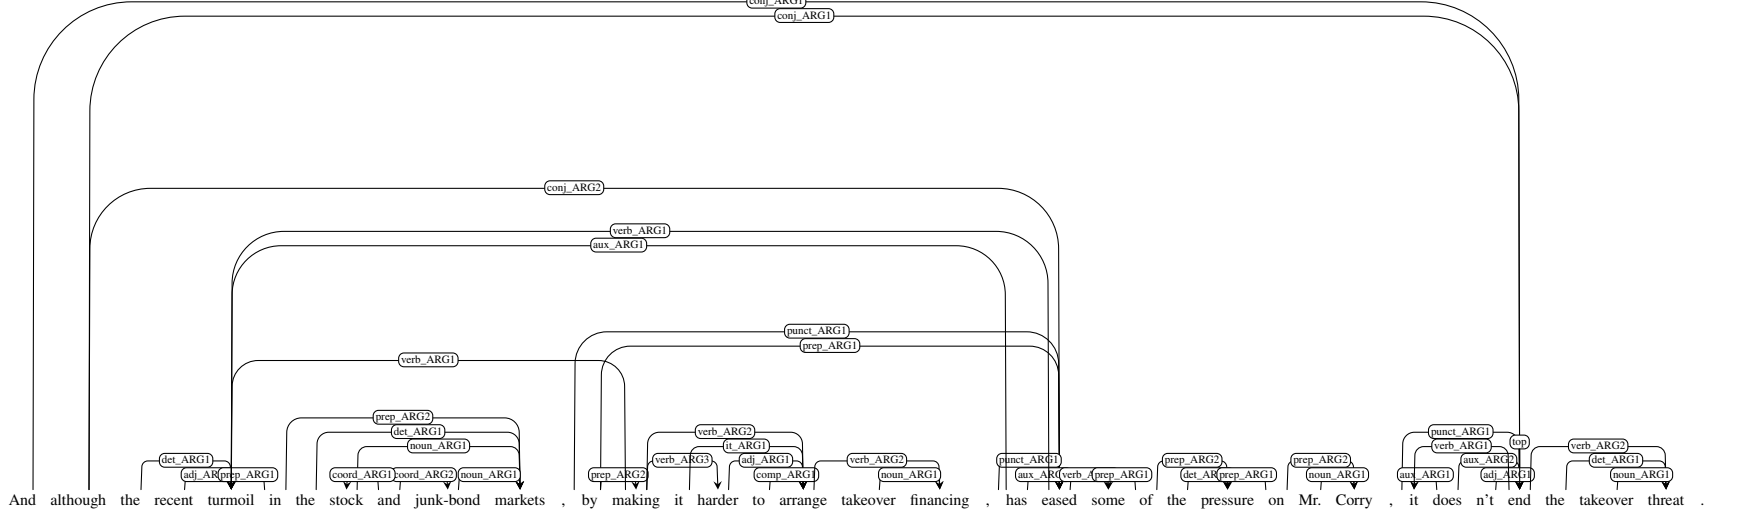 conj_ARG1
conj_ARG1
conj_ARG2
verb_ARG1
aux_ARG1
punct_ARG1
prep_ARG1
verb_ARG1
prep_ARG2
det_ARG1 verb_ARG2 punct_ARG1
noun_ARG1 it_ARG1 top verb_ARG1 verb_ARG2
det_ARG1 verb_ARG3 adj_ARG1 verb_ARG2 punct_ARG1 prep_ARG2 prep_ARG2 aux_ARG2 det_ARG1
prep_ARG1 coord_ARG1 coord_ARG2 noun_ARG1 prep_ARG2 comp_ARG1 noun_ARG1 prep_ARG1 prep_ARG1 noun_ARG1 aux_ARG1 noun_ARG1
And although the recent turmoil in the stock and junk-bond markets , by making it harder to arrange takeover financing , has eased some of the pressure on Mr. Corry , it does n't end the takeover threat .